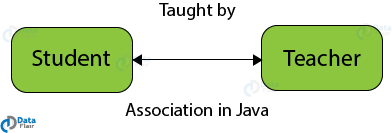 Taught by
Student
Teacher
Association in Java
Data
Flair